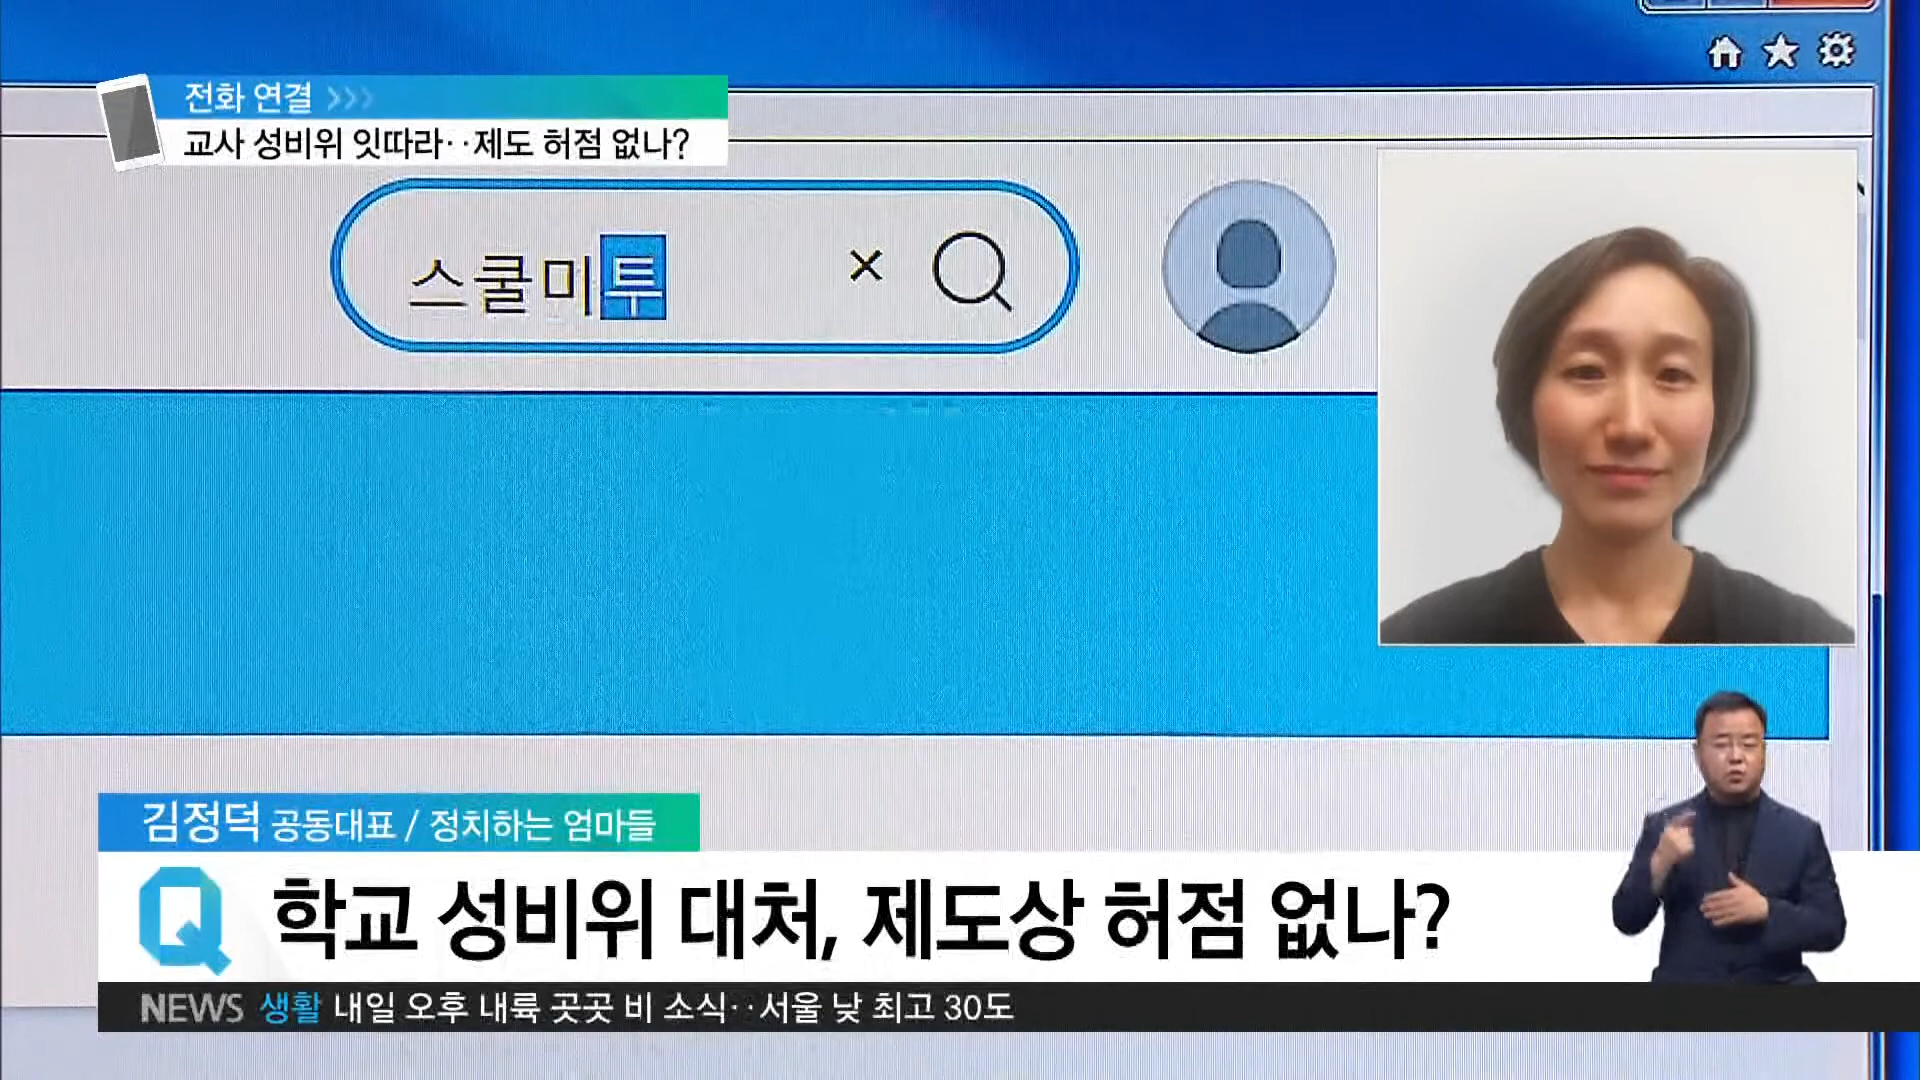 전화 연결 >>>
교사 성비위 잇따라··제도 허점 없나?
스쿨미투
김정덕 공동대표 / 정치하는 엄마들
Q 학교 성비위 대처, 제도상 허점 없나?
NEWS 생활 내일 오후 내륙 곳곳 비 소식··서울 낮 최고 30도